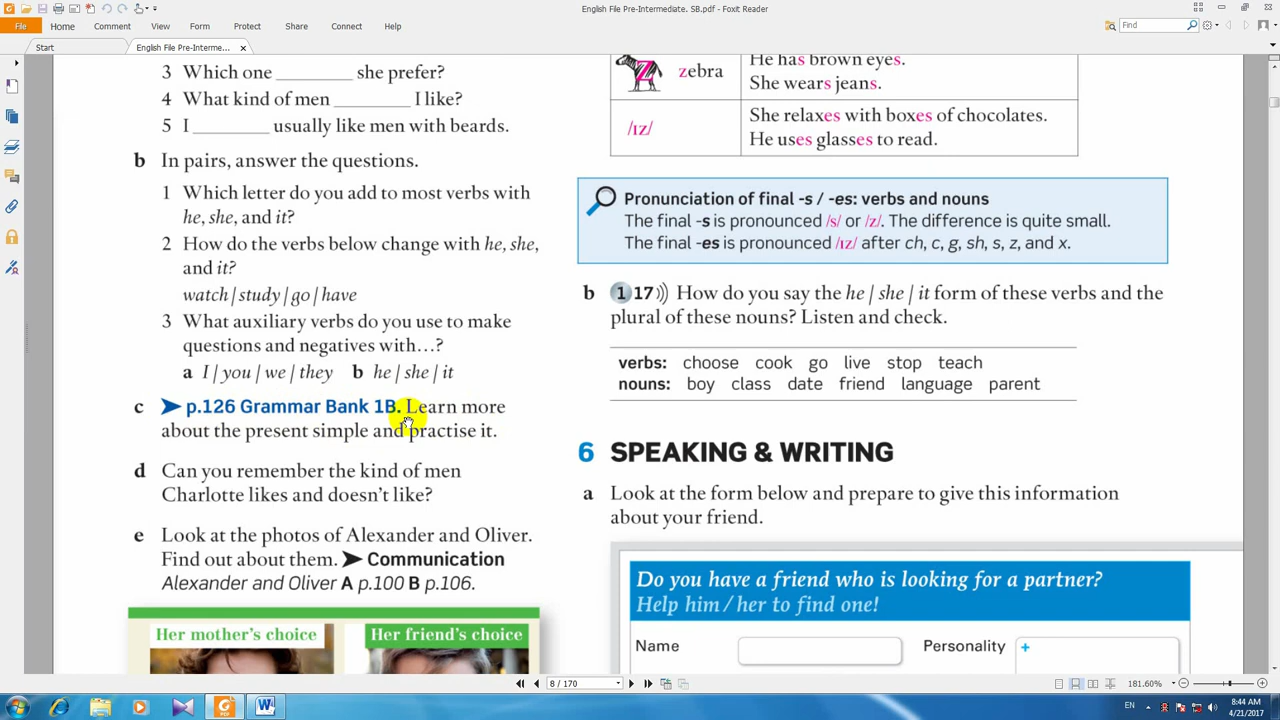 English File Pre-Intermediate. SB.pdf - Foxit Reader
File Home Comment View Form Protect Share Connect Help
Find
Start English File Pre-Interme...
3 Which one ________ she prefer?
4 What kind of men ________ I like?
5 I ________ usually like men with beards.
b In pairs, answer the questions.
1 Which letter do you add to most verbs with
he, she, and it?
2 How do the verbs below change with he, she,
and it?
watch | study | go | have
3 What auxiliary verbs do you use to make
questions and negatives with…?
a I | you | we | they b he | she | it
c p.126 Grammar Bank 1B. Learn more
about the present simple and practise it.
d Can you remember the kind of men
Charlotte likes and doesn't like?
e Look at the photos of Alexander and Oliver.
Find out about them. Communication
Alexander and Oliver A p.100 B p.106.
Her mother's choice
Her friend's choice
Z
zebra
He has brown eyes.
She wears jeans.
/ɪz/
She relaxes with boxes of chocolates.
He uses glasses to read.
Pronunciation of final -s / -es: verbs and nouns
The final -s is pronounced /s/ or /z/. The difference is quite small.
The final -es is pronounced /ɪz/ after ch, c, g, sh, s, z, and x.
b 1 17 How do you say the he | she | it form of these verbs and the
plural of these nouns? Listen and check.
verbs: choose cook go live stop teach
nouns: boy class date friend language parent
6 SPEAKING & WRITING
a Look at the form below and prepare to give this information
about your friend.
Do you have a friend who is looking for a partner?
Help him / her to find one!
Name
Personality +
8 / 170
181.60%
EN
8:44 AM
4/21/2017